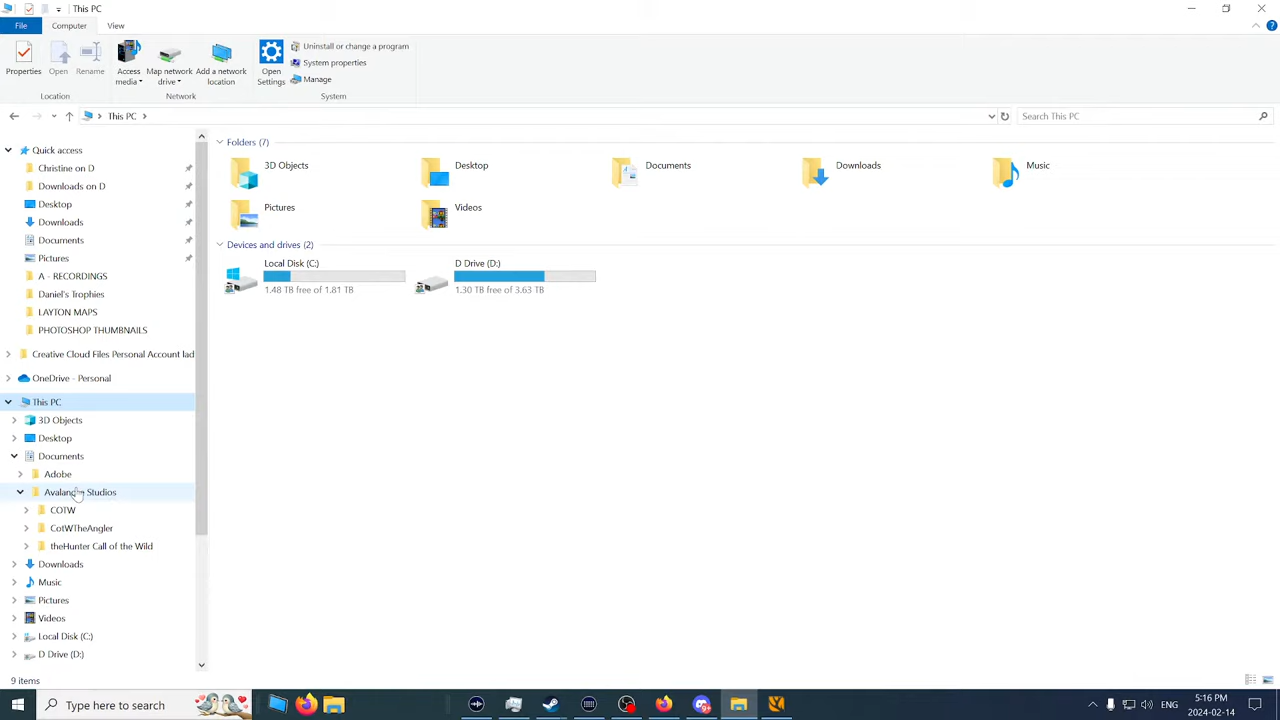 This PC
File
Computer
View
Properties
Open
Rename
Access media
Map network drive
Add a network location
Open Settings
Uninstall or change a program
System properties
Manage
Location
Network
System
This PC
Search This PC
Quick access
Christine on D
Downloads on D
Desktop
Downloads
Documents
Pictures
A - RECORDINGS
Daniel's Trophies
LAYTON MAPS
PHOTOSHOP THUMBNAILS
Creative Cloud Files Personal Account lad
OneDrive - Personal
This PC
3D Objects
Desktop
Documents
Adobe
Avalanche Studios
COTW
CotWTheAngler
theHunter Call of the Wild
Downloads
Music
Pictures
Videos
Local Disk (C:)
D Drive (D:)
Folders (7)
3D Objects
Desktop
Documents
Downloads
Music
Pictures
Videos
Devices and drives (2)
Local Disk (C:)
1.48 TB free of 1.81 TB
D Drive (D:)
1.30 TB free of 3.63 TB
9 items
Type here to search
5:16 PM
2024-02-14